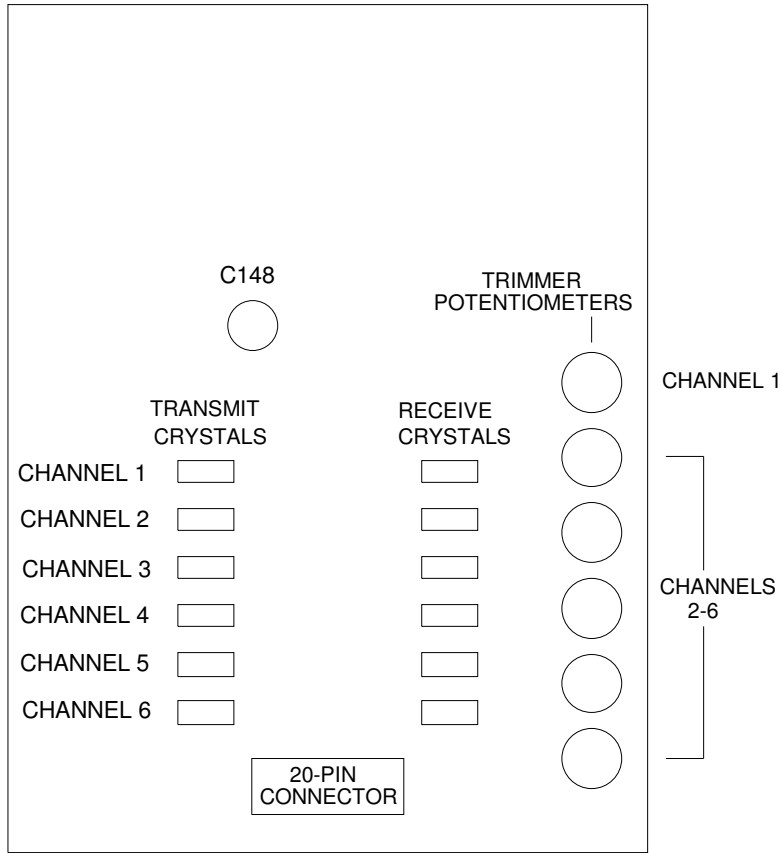 C148
TRIMMER
POTENTIOMETERS
CHANNEL 1
TRANSMIT
CRYSTALS
RECEIVE
CRYSTALS
CHANNEL 1
CHANNEL 2
CHANNEL 3
CHANNEL 4
CHANNEL 5
CHANNEL 6
CHANNELS
2-6
20-PIN
CONNECTOR